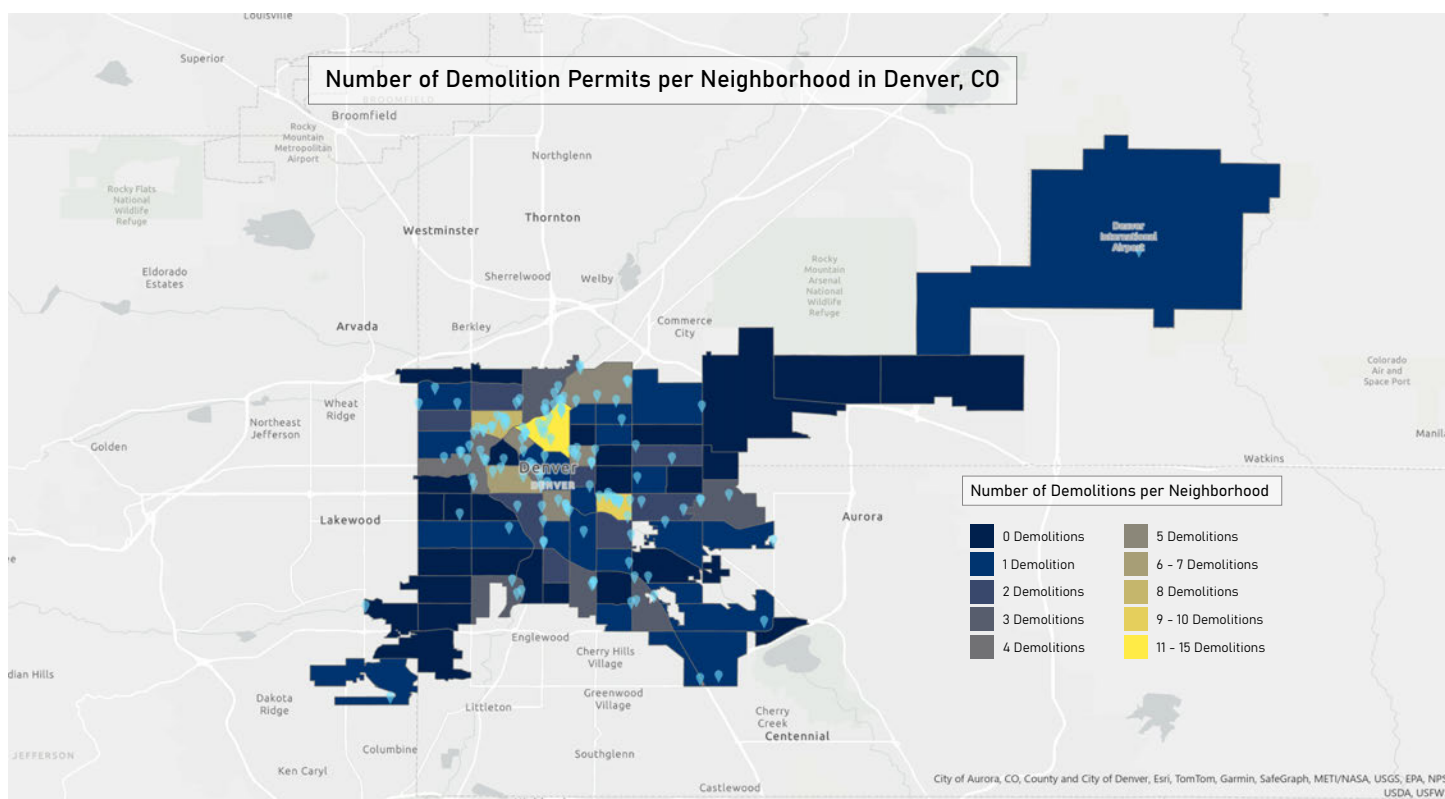 Louisville
Superior
Number of Demolition Permits per Neighborhood in Denver, CO
BROOMFIELD
Broomfield
Rocky
Mountain
Metropolitan
Airport
Northglenn
Rocky Flats
National
Wildlife
Refuge
Thornton
Westminster
Denver
International
Airport
Eldorado
Estates
Sherrelwood
Welby
Rocky
Mountain
Arsenal
National
Wildlife
Refuge
Arvada
Berkley
Commerce
City
Colorado
Air and
Space Port
Wheat
Ridge
Northeast
Jefferson
Golden
Manila
Watkins
Denver
DENVER
Lakewood
Aurora
Number of Demolitions per Neighborhood
0 Demolitions
1 Demolition
2 Demolitions
3 Demolitions
4 Demolitions
5 Demolitions
6 - 7 Demolitions
8 Demolitions
9 - 10 Demolitions
11 - 15 Demolitions
Englewood
Cherry Hills
Village
dian Hills
Dakota
Ridge
Littleton
Greenwood
Village
Cherry
Creek
Centennial
Columbine
Southglenn
JEFFERSON
Ken Caryl
Castlewood
City of Aurora, CO, County and City of Denver, Esri, TomTom, Garmin, SafeGraph, METI/NASA, USGS, EPA, NPS
USDA, USFW